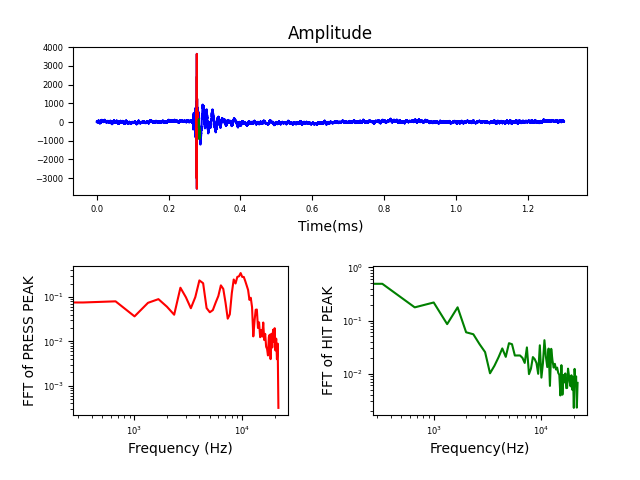 Amplitude
4000
3000
2000
1000
0
−1000
−2000
−3000
0.0 0.2 0.4 0.6 0.8 1.0 1.2
Time(ms)
FFT of PRESS PEAK
10⁻¹
10⁻²
10⁻³
10³ 10⁴
Frequency (Hz)
FFT of HIT PEAK
10⁰
10⁻¹
10⁻²
10³ 10⁴
Frequency(Hz)